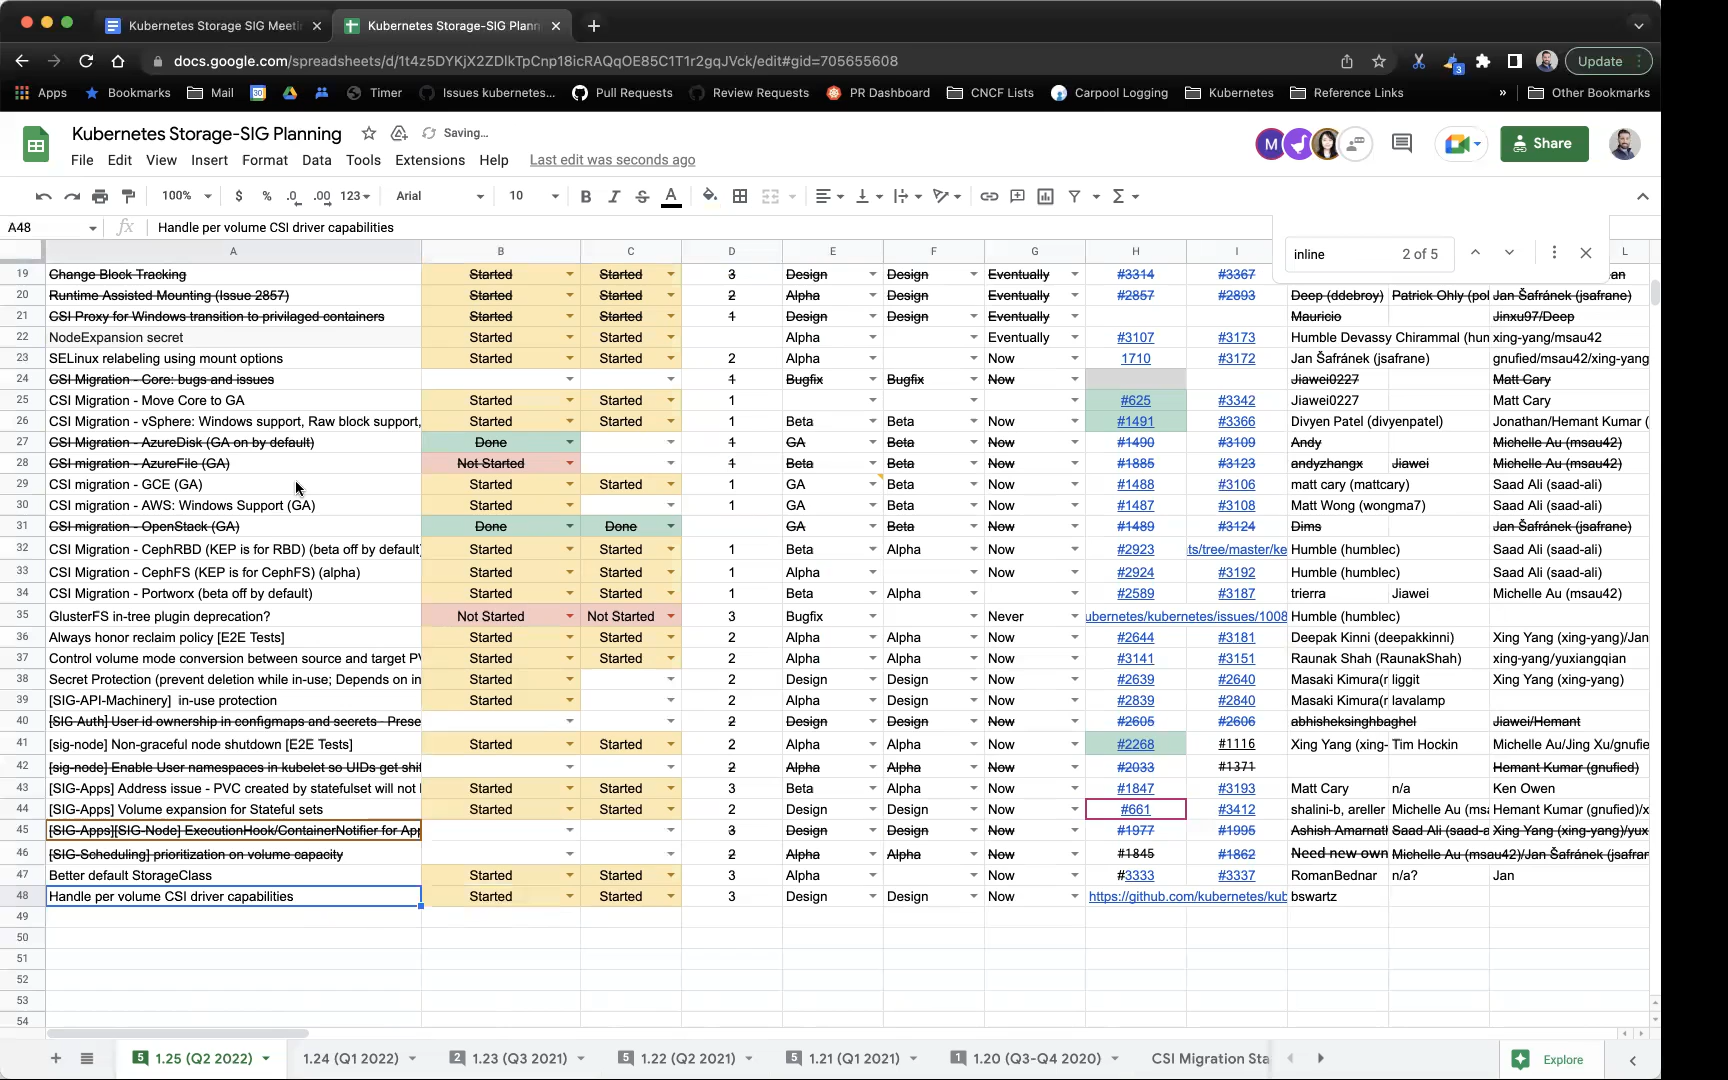 Kubernetes Storage SIG Meeti
Kubernetes Storage-SIG Plann
docs.google.com/spreadsheets/d/1t4z5DYKjX2ZDlkTpCnp18icRAQqOE85C1T1r2gqJVck/edit#gid=705655608
3
Update
Apps Bookmarks Mail 30 Timer Issues kubernetes... Pull Requests Review Requests PR Dashboard CNCF Lists Carpool Logging Kubernetes Reference Links » Other Bookmarks
Kubernetes Storage-SIG Planning Saving...
M Share
File Edit View Insert Format Data Tools Extensions Help Last edit was seconds ago
100% $ % .0 .00 123 Arial 10 B I S A
A48 fx Handle per volume CSI driver capabilities
inline 2 of 5
A B C D E F G H I L
19 Change Block Tracking Started Started 3 Design Design Eventually #3314 #3367 an
20 Runtime Assisted Mounting (Issue 2857) Started Started 2 Alpha Design Eventually #2857 #2893 Deep (ddebroy) Patrick Ohly (pol Jan Šafránek (jsafrane)
21 CSI Proxy for Windows transition to privilaged containers Started Started 1 Design Design Eventually Mauricio Jinxu97/Deep
22 NodeExpansion secret Started Started Alpha Eventually #3107 #3173 Humble Devassy Chirammal (hum xing-yang/msau42
23 SELinux relabeling using mount options Started Started 2 Alpha Now 1710 #3172 Jan Šafránek (jsafrane) gnufied/msau42/xing-yang
24 CSI Migration - Core: bugs and issues 1 Bugfix Bugfix Now Jiawei0227 Matt Cary
25 CSI Migration - Move Core to GA Started Started 1 #625 #3342 Jiawei0227 Matt Cary
26 CSI Migration - vSphere: Windows support, Raw block support, Started Started 1 Beta Beta Now #1491 #3366 Divyen Patel (divyenpatel) Jonathan/Hemant Kumar (
27 CSI Migration - AzureDisk (GA on by default) Done 1 GA Beta Now #1490 #3109 Andy Michelle Au (msau42)
28 CSI migration - AzureFile (GA) Not Started 1 Beta Beta Now #1885 #3123 andyzhangx Jiawei Michelle Au (msau42)
29 CSI migration - GCE (GA) Started Started 1 GA Beta Now #1488 #3106 matt cary (mattcary) Saad Ali (saad-ali)
30 CSI migration - AWS: Windows Support (GA) Started 1 GA Beta Now #1487 #3108 Matt Wong (wongma7) Saad Ali (saad-ali)
31 CSI migration - OpenStack (GA) Done Done GA Beta Now #1489 #3124 Dims Jan Šafránek (jsafrane)
32 CSI Migration - CephRBD (KEP is for RBD) (beta off by default) Started Started 1 Beta Alpha Now #2923 ts/tree/master/ke Humble (humblec) Saad Ali (saad-ali)
33 CSI Migration - CephFS (KEP is for CephFS) (alpha) Started Started 1 Alpha Now #2924 #3192 Humble (humblec) Saad Ali (saad-ali)
34 CSI Migration - Portworx (beta off by default) Started Started 1 Beta Alpha #2589 #3187 trierra Jiawei Michelle Au (msau42)
35 GlusterFS in-tree plugin deprecation? Not Started Not Started 3 Bugfix Never ubernetes/kubernetes/issues/1008 Humble (humblec)
36 Always honor reclaim policy [E2E Tests] Started Started 2 Alpha Alpha Now #2644 #3181 Deepak Kinni (deepakkinni) Xing Yang (xing-yang)/Jan
37 Control volume mode conversion between source and target PV Started Started 2 Alpha Alpha Now #3141 #3151 Raunak Shah (RaunakShah) xing-yang/yuxiangqian
38 Secret Protection (prevent deletion while in-use; Depends on in Started 2 Design Design Now #2639 #2640 Masaki Kimura(r liggit Xing Yang (xing-yang)
39 [SIG-API-Machinery] in-use protection Started 2 Alpha Design Now #2839 #2840 Masaki Kimura(r lavalamp
40 [SIG Auth] User id ownership in configmaps and secrets - Prese 2 Design Design Now #2605 #2606 abhisheksinghbaghel Jiawei/Hemant
41 [sig-node] Non-graceful node shutdown [E2E Tests] Started Started 2 Alpha Alpha Now #2268 #1116 Xing Yang (xing- Tim Hockin Michelle Au/Jing Xu/gnufie
42 [sig-node] Enable User namespaces in kubelet so UIDs get shif 2 Alpha Alpha Now #2033 #1371 Hemant Kumar (gnufied)
43 [SIG-Apps] Address issue - PVC created by statefulset will not Started Started 3 Beta Alpha Now #1847 #3193 Matt Cary n/a Ken Owen
44 [SIG-Apps] Volume expansion for Stateful sets Started Started 2 Design Design Now #661 #3412 shalini-b, areller Michelle Au (msa Hemant Kumar (gnufied)/x
45 [SIG-Apps][SIG-Node] ExecutionHook/ContainerNotifier for App 3 Design Design Now #1977 #1995 Ashish Amarnat Saad Ali (saad-a Xing Yang (xing-yang)/yux
46 [SIG-Scheduling] prioritization on volume capacity 2 Alpha Alpha Now #1845 #1862 Need new own Michelle Au (msau42)/Jan Šafránek (jsafran
47 Better default StorageClass Started Started 3 Alpha Now #3333 #3337 RomanBednar n/a? Jan
48 Handle per volume CSI driver capabilities Started Started 3 Design Design Now https://github.com/kubernetes/kub bswartz
49
50
51
52
53
54
5 1.25 (Q2 2022) 1.24 (Q1 2022) 2 1.23 (Q3 2021) 5 1.22 (Q2 2021) 5 1.21 (Q1 2021) 1 1.20 (Q3-Q4 2020) CSI Migration Sta Explore